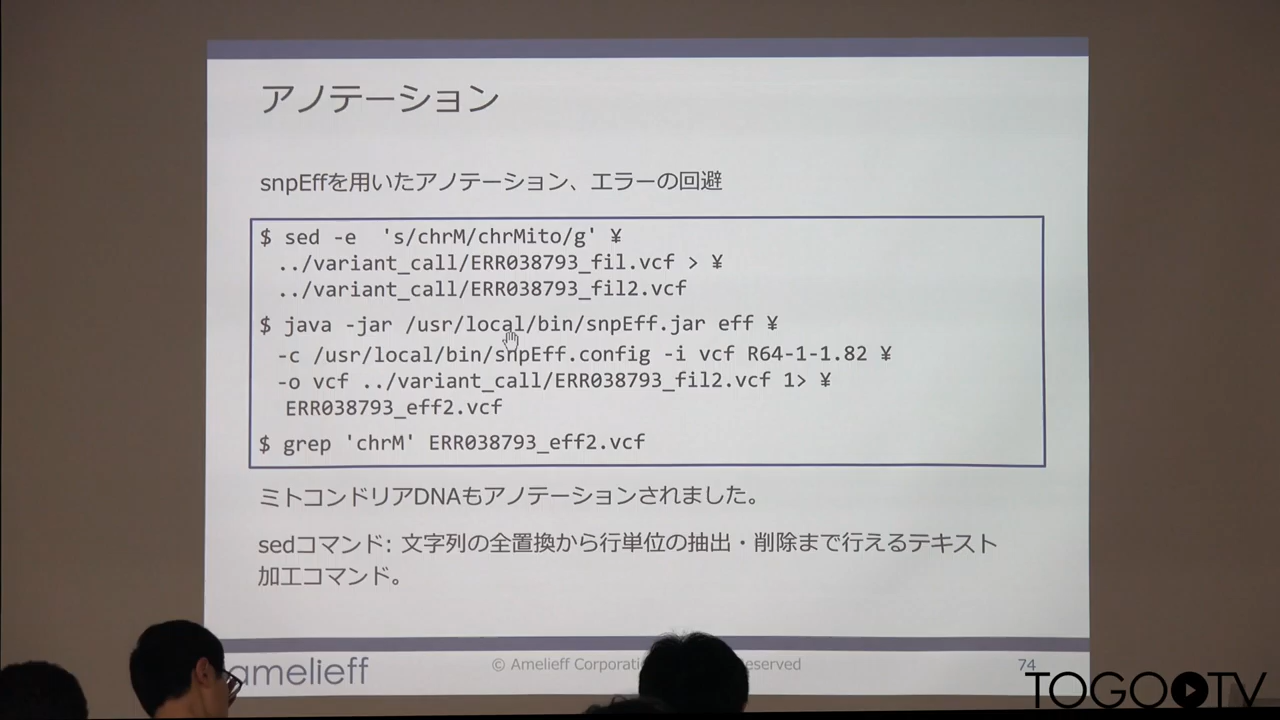 アノテーション
snpEffを用いたアノテーション、エラーの回避
$ sed -e 's/chrM/chrMito/g' ¥
../variant_call/ERR038793_fil.vcf > ¥
../variant_call/ERR038793_fil2.vcf
$ java -jar /usr/local/bin/snpEff.jar eff ¥
-c /usr/local/bin/snpEff.config -i vcf R64-1-1.82 ¥
-o vcf ../variant_call/ERR038793_fil2.vcf 1> ¥
ERR038793_eff2.vcf
$ grep 'chrM' ERR038793_eff2.vcf
ミトコンドリアDNAもアノテーションされました。
sedコマンド: 文字列の全置換から行単位の抽出・削除まで行えるテキスト
加工コマンド。
amelieff
© Amelieff
74
TOGOTV